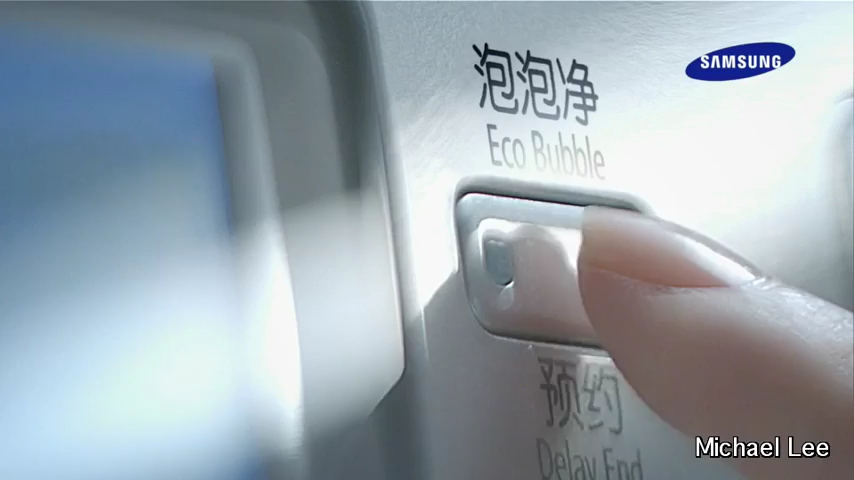 SAMSUNG
泡泡净
Eco Bubble
预约
Delay End
Michael Lee